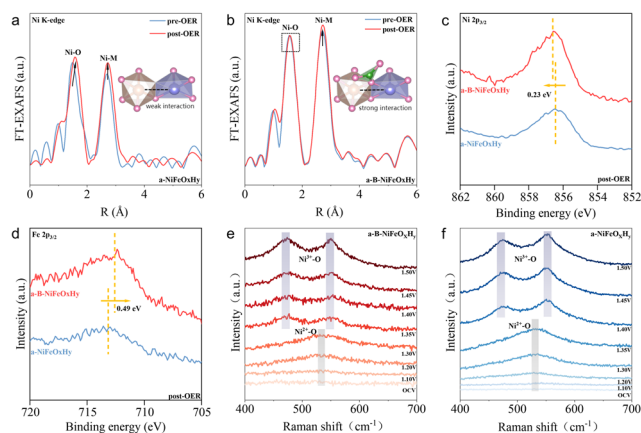 a
Ni K-edge
pre-OER
post-OER
Ni-O
Ni-M
weak interaction
a-NiFeOxHy
FT-EXAFS (a.u.)
0 1 2 3 4 5 6
R (Å)
b
Ni K-edge
pre-OER
post-OER
Ni-O
Ni-M
strong interaction
a-B-NiFeOxHy
FT-EXAFS (a.u.)
0 1 2 3 4 5 6
R (Å)
c
Ni 2p3/2
a-B-NiFeOxHy
0.23 eV
a-NiFeOxHy
post-OER
Intensity (a.u.)
862 860 858 856 854 852
Binding energy (eV)
d
Fe 2p3/2
a-B-NiFeOxHy
0.49 eV
a-NiFeOxHy
post-OER
Intensity (a.u.)
720 715 710 705
Binding energy (eV)
e
a-B-NiFeOxHy
Ni³⁺-O
1.50V
1.45V
1.40V
1.35V
Ni²⁺-O
1.30V
1.20V
1.10V
OCV
Intensity (a.u.)
400 500 600 700
Raman shift (cm⁻¹)
f
a-NiFeOxHy
Ni³⁺-O
1.50V
1.45V
1.40V
1.35V
Ni²⁺-O
1.30V
1.20V
1.10V
OCV
Intensity (a.u.)
400 500 600 700
Raman shift (cm⁻¹)